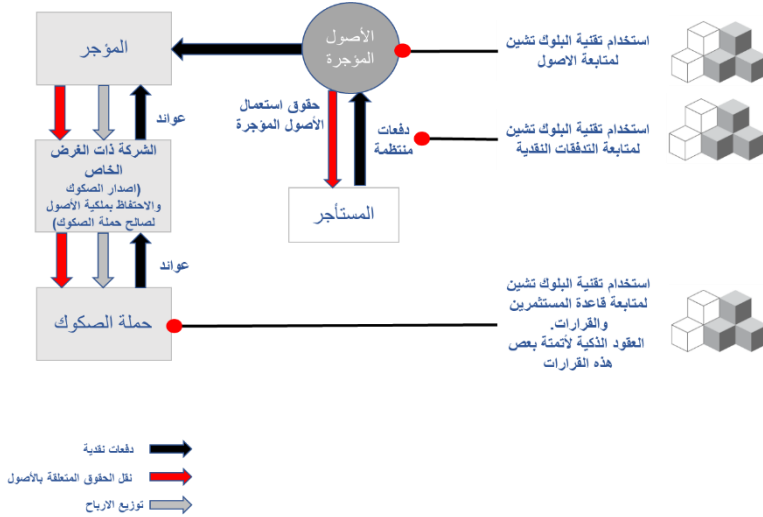 الأصول
المؤجرة
المؤجر
استخدام تقنية البلوك تشين
لمتابعة الاصول
عوائد
حقوق استعمال
الأصول المؤجرة
دفعات
منتظمة
استخدام تقنية البلوك تشين
لمتابعة التدفقات النقدية
الشركة ذات الغرض
الخاص
(اصدار الصكوك
والاحتفاظ بملكية الأصول
لصالح حملة الصكوك)
المستأجر
عوائد
حملة الصكوك
استخدام تقنية البلوك تشين
لمتابعة قاعدة المستثمرين
والقرارات.
العقود الذكية لأتمتة بعص
هذه القرارات
دفعات نقدية
نقل الحقوق المتعلقة بالأصول
توزيع الارباح